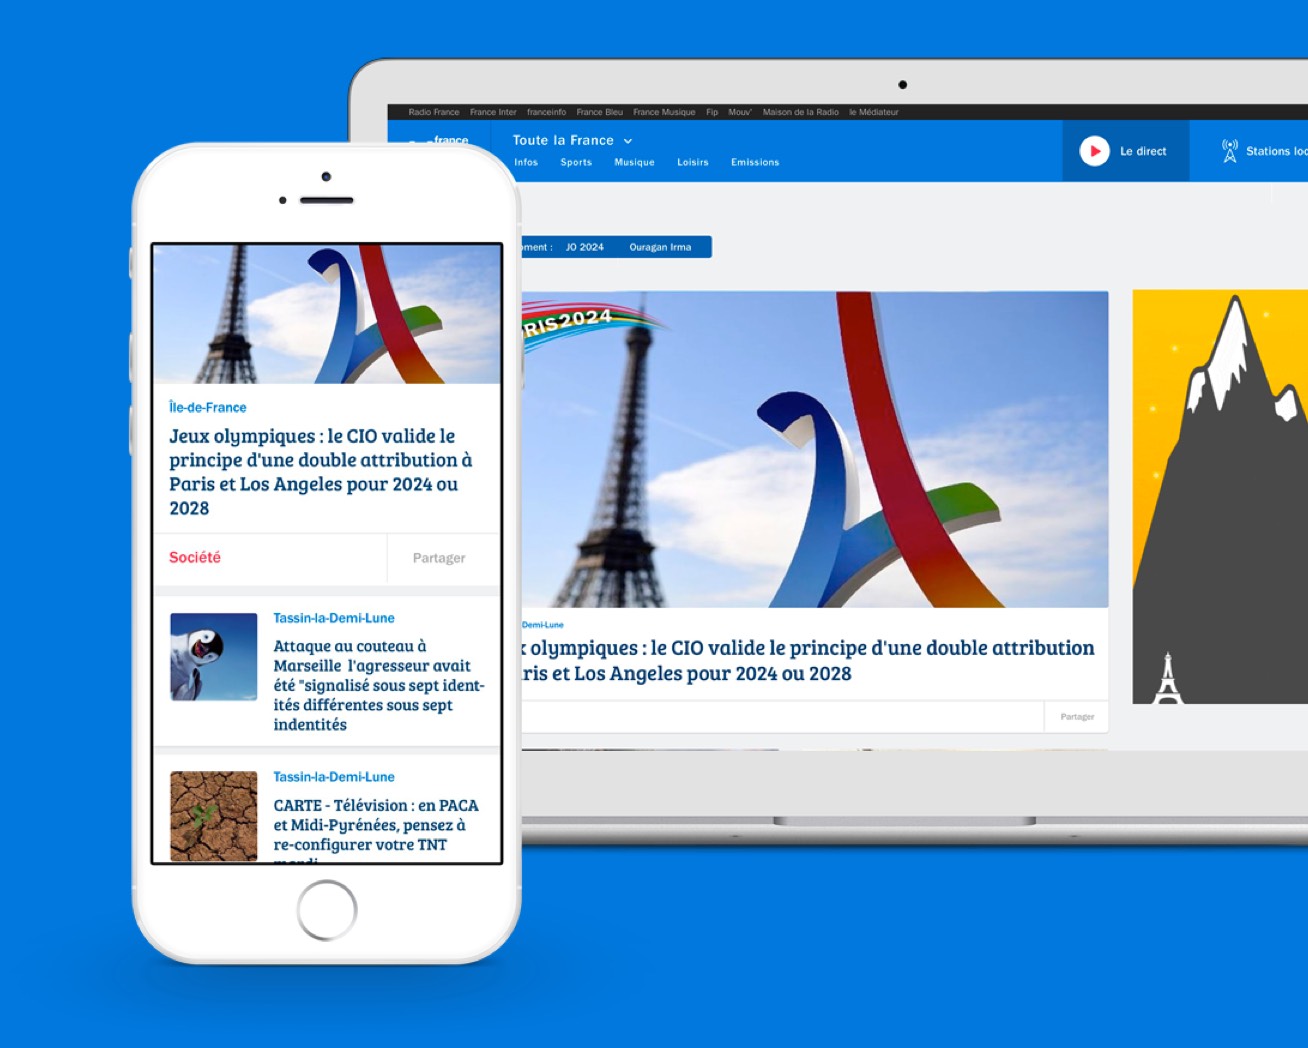 Radio France France Inter franceinfo France Bleu France Musique Fip Mouv' Maison de la Radio le Médiateur
france
Toute la France
Infos Sports Musique Loisirs Emissions
Le direct
Stations loc
JO 2024 Ouragan Irma
RIS2024
Demi-Lune
olympiques : le CIO valide le principe d'une double attribution
ris et Los Angeles pour 2024 ou 2028
Partager
Île-de-France
Jeux olympiques : le CIO valide le
principe d'une double attribution à
Paris et Los Angeles pour 2024 ou
2028
Société
Partager
Tassin-la-Demi-Lune
Attaque au couteau à
Marseille l'agresseur avait
été "signalisé sous sept ident-
ités différentes sous sept
indentités
Tassin-la-Demi-Lune
CARTE - Télévision : en PACA
et Midi-Pyrénées, pensez à
re-configurer votre TNT
mardi